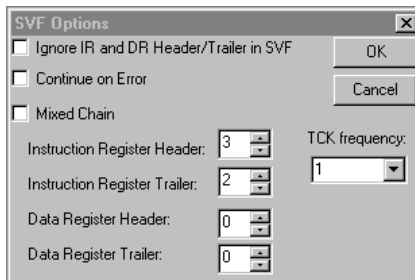 SVF Options
Ignore IR and DR Header/Trailer in SVF
OK
Continue on Error
Cancel
Mixed Chain
Instruction Register Header: 3
TCK frequency:
Instruction Register Trailer: 2
1
Data Register Header: 0
Data Register Trailer: 0